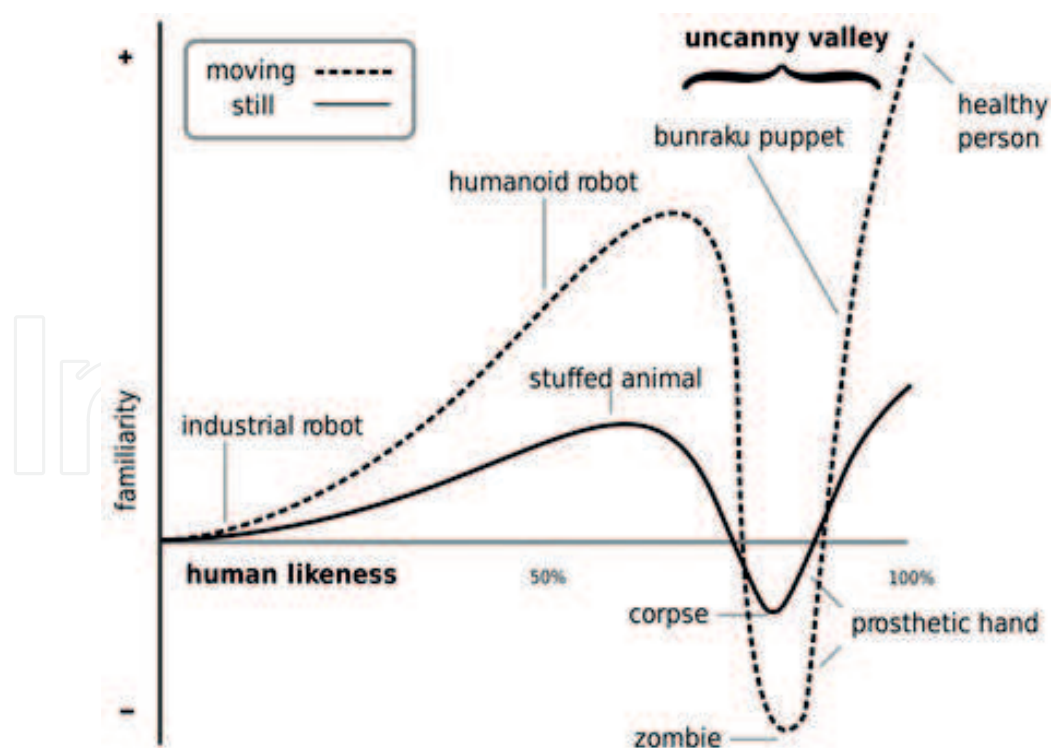 +
uncanny valley
moving
still
healthy
person
bunraku puppet
humanoid robot
stuffed animal
industrial robot
familiarity
human likeness
50%
100%
corpse
prosthetic hand
–
zombie